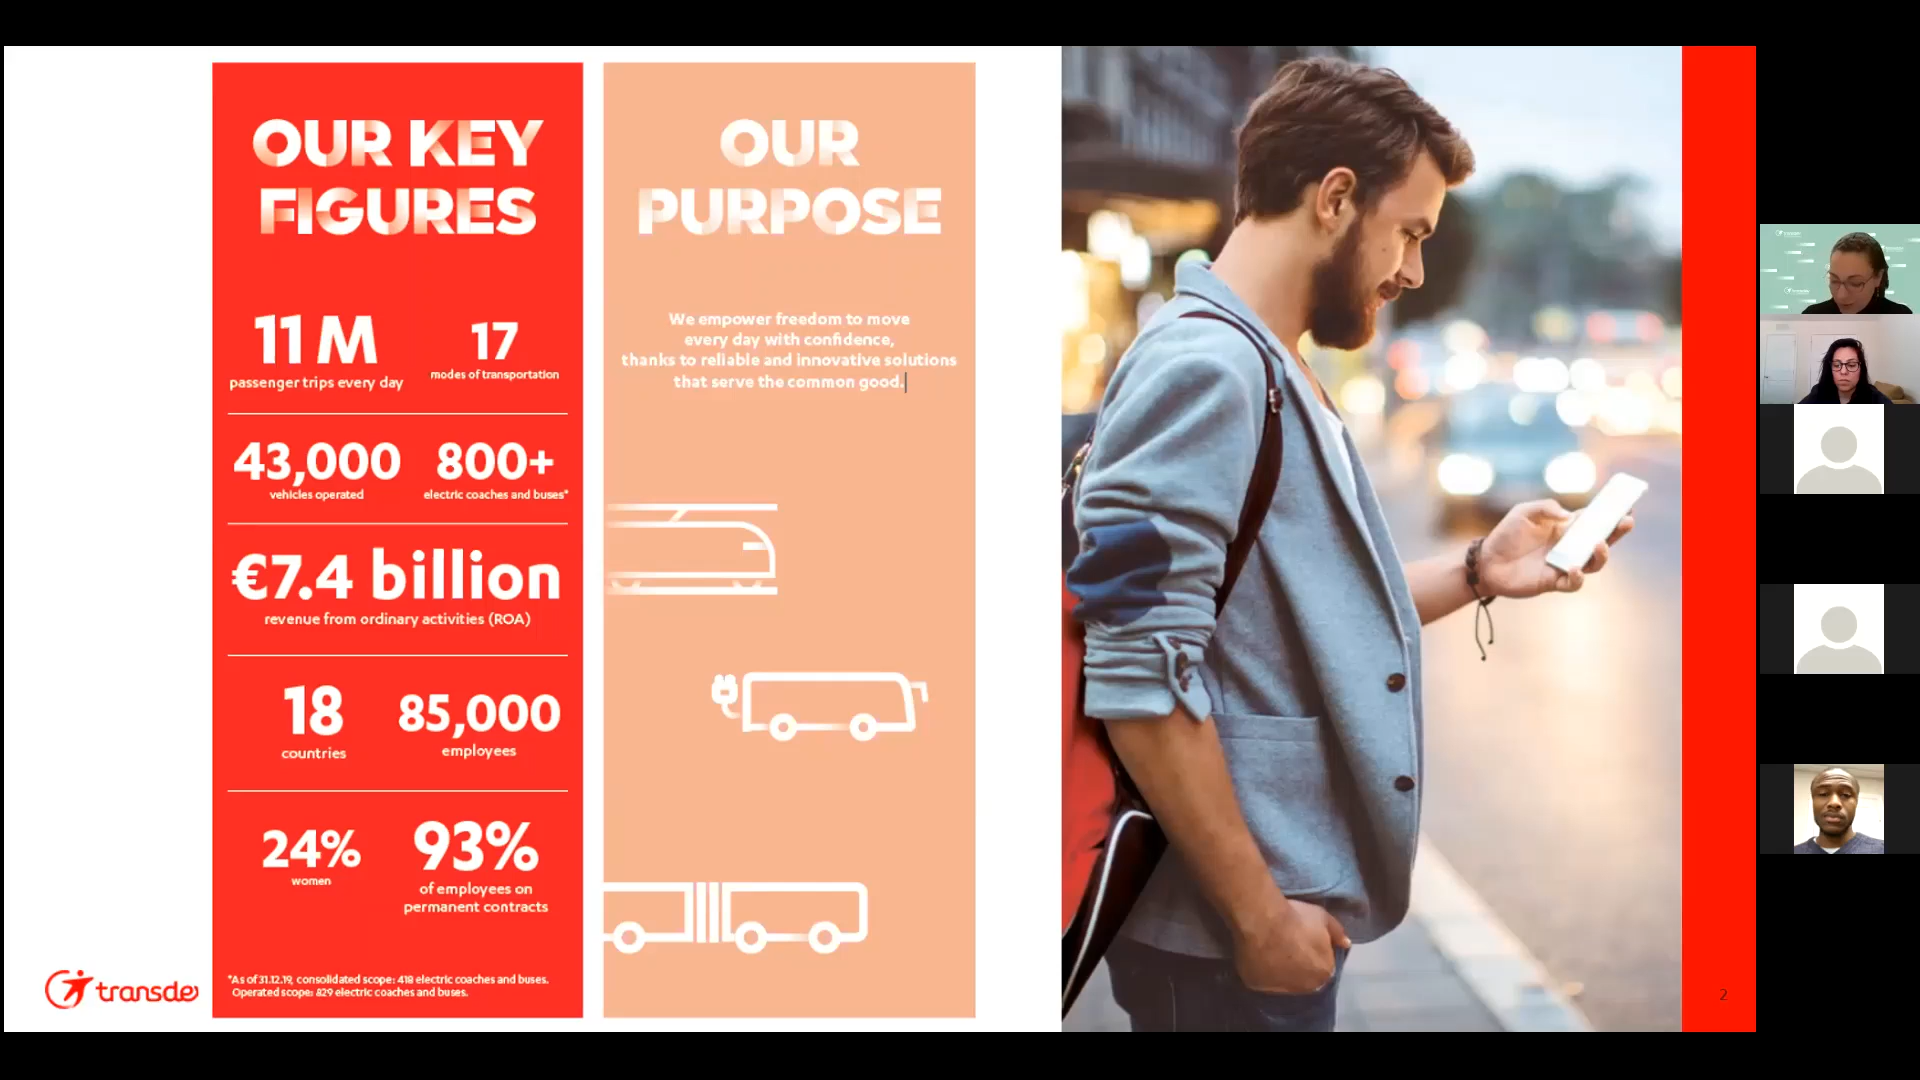 OUR KEY
FIGURES
11 M
passenger trips every day
17
modes of transportation
43,000
vehicles operated
800+
electric coaches and buses*
€7.4 billion
revenue from ordinary activities (ROA)
18
countries
85,000
employees
24%
women
93%
of employees on
permanent contracts
*As of 31.12.19, consolidated scope: 418 electric coaches and buses.
Operated scope: 829 electric coaches and buses.
OUR
PURPOSE
We empower freedom to move
every day with confidence,
thanks to reliable and innovative solutions
that serve the common good.
transdev
2